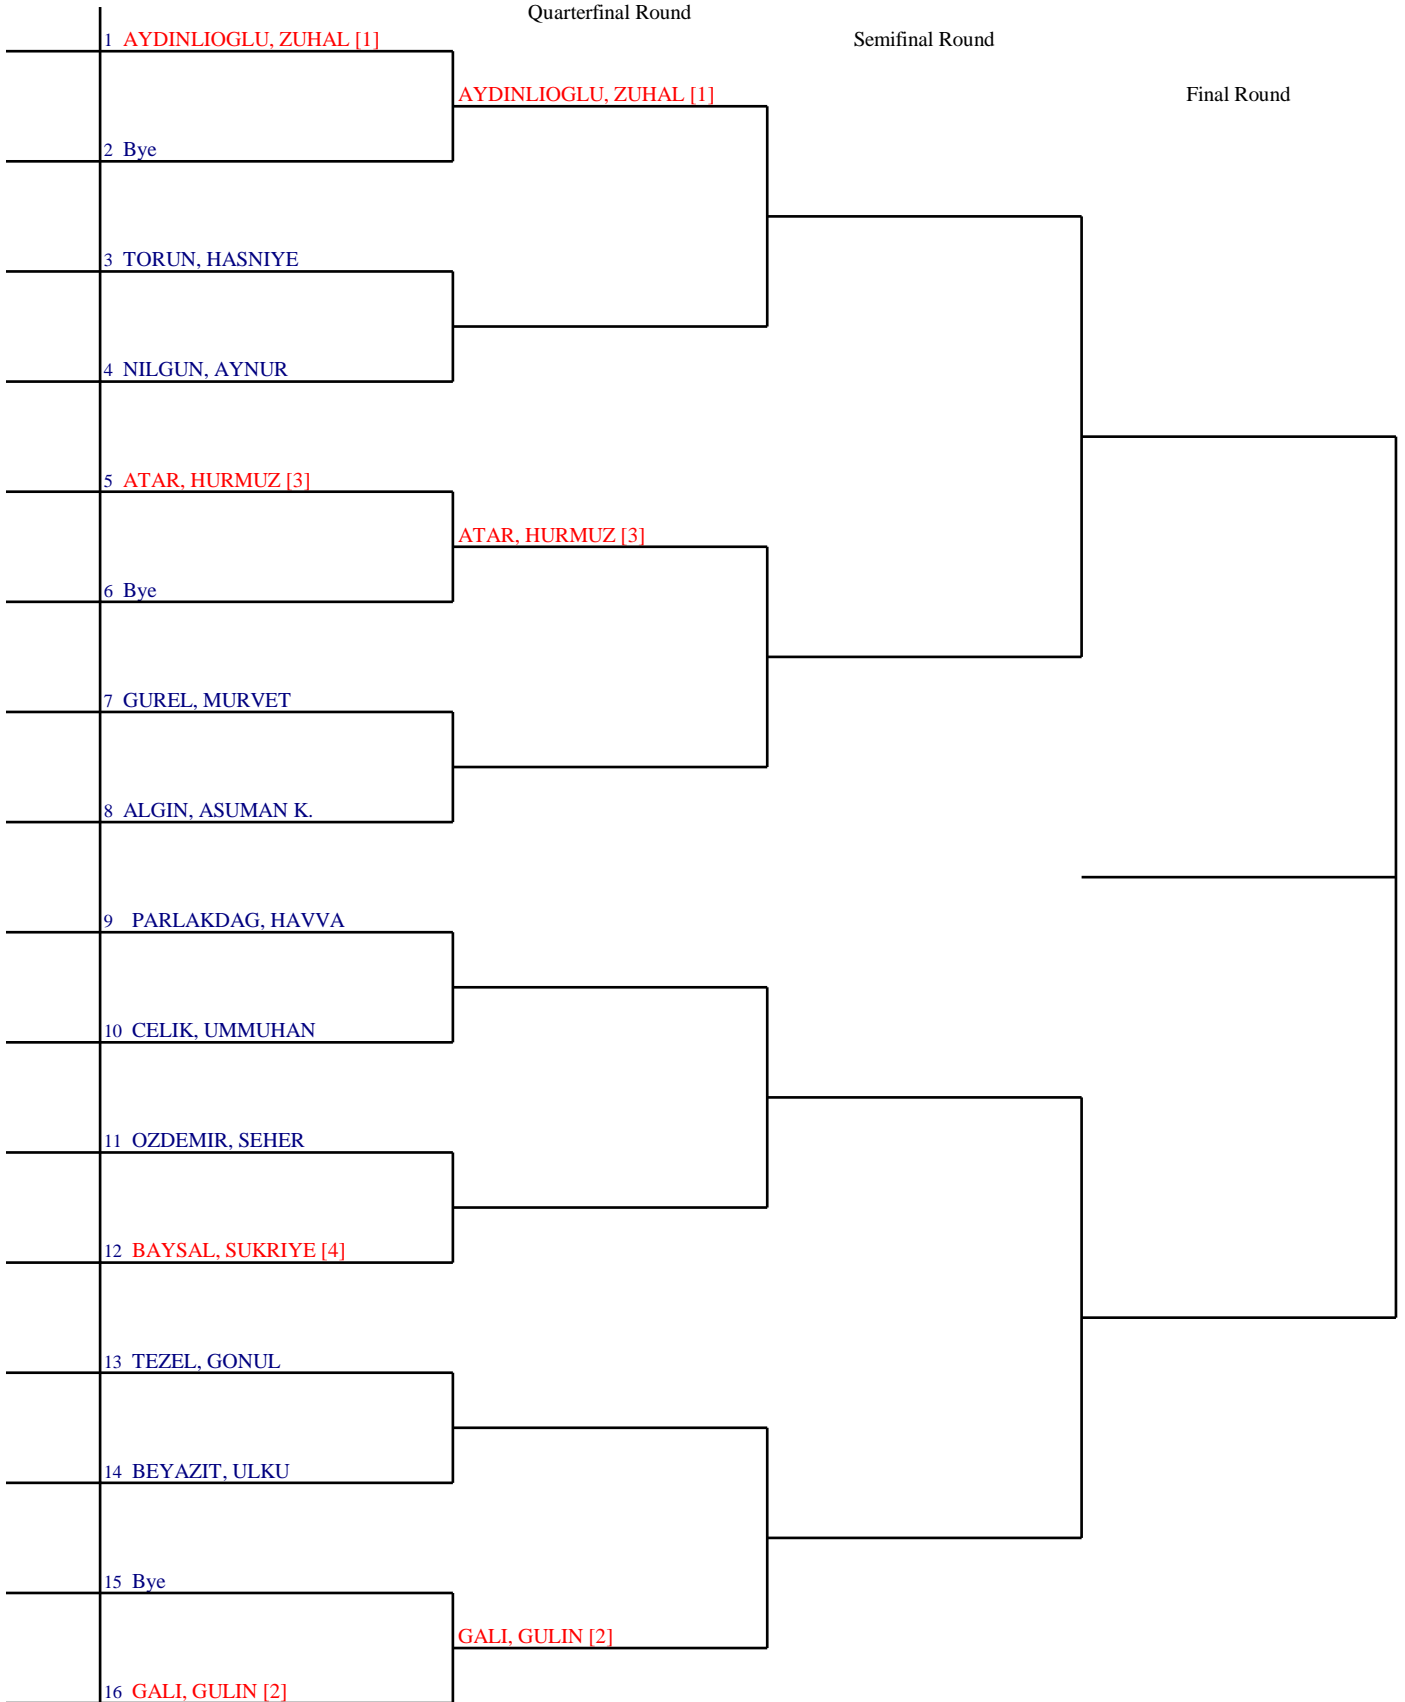 Quarterfinal Round
1 AYDINLIOGLU, ZUHAL [1]
Semifinal Round
AYDINLIOGLU, ZUHAL [1]
Final Round
2 Bye
3 TORUN, HASNIYE
4 NILGUN, AYNUR
5 ATAR, HURMUZ [3]
ATAR, HURMUZ [3]
6 Bye
7 GUREL, MURVET
8 ALGIN, ASUMAN K.
9 PARLAKDAG, HAVVA
10 CELIK, UMMUHAN
11 OZDEMIR, SEHER
12 BAYSAL, SUKRIYE [4]
13 TEZEL, GONUL
14 BEYAZIT, ULKU
15 Bye
GALI, GULIN [2]
16 GALI, GULIN [2]